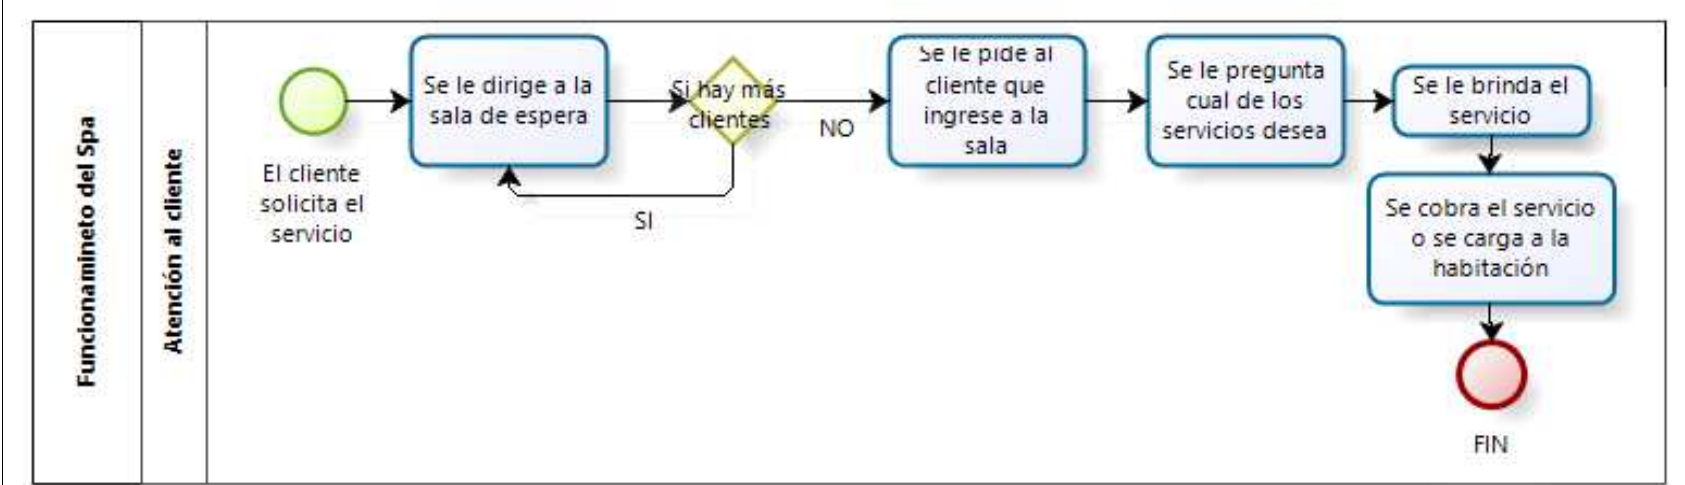 Funcionamineto del Spa
Atención al cliente
El cliente
solicita el
servicio
Se le dirige a la
sala de espera
Si hay más
clientes
SI
NO
Se le pide al
cliente que
ingrese a la
sala
Se le pregunta
cual de los
servicios desea
Se le brinda el
servicio
Se cobra el servicio
o se carga a la
habitación
FIN